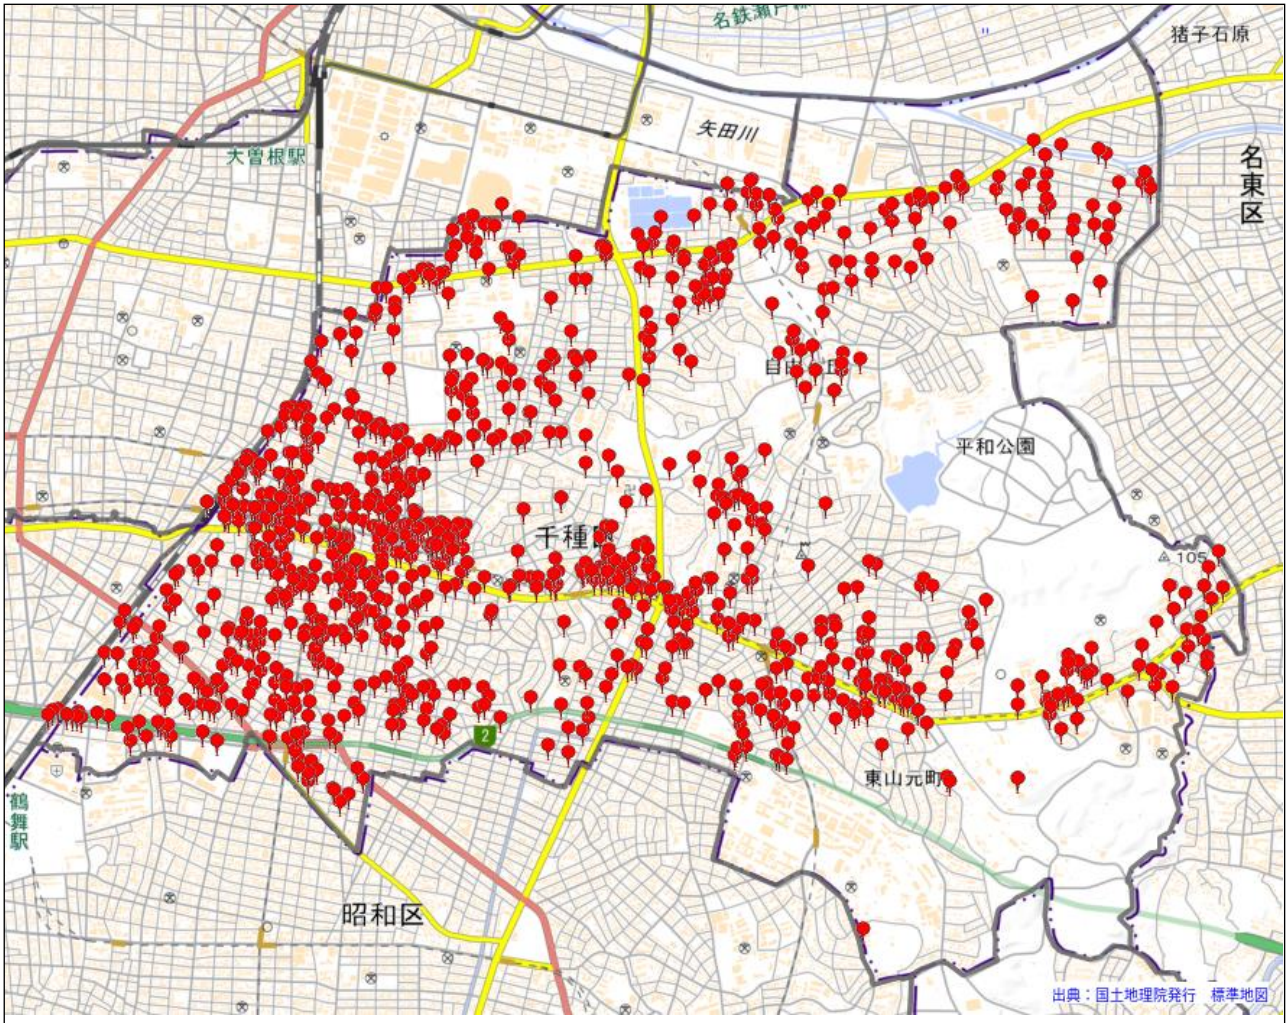 名鉄瀬戸線
猪子石原
矢田川
大曽根駅
名東区
平和公園
千種区
105
2
東山元町
鶴舞駅
昭和区
出典：国土地理院発行　標準地図